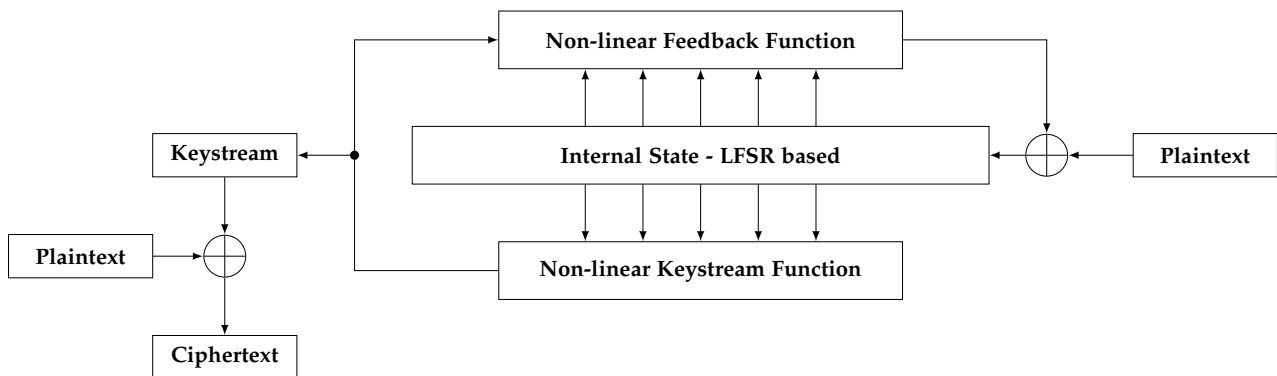 Non-linear Feedback Function
Keystream
Internal State - LFSR based
Plaintext
Plaintext
Non-linear Keystream Function
Ciphertext